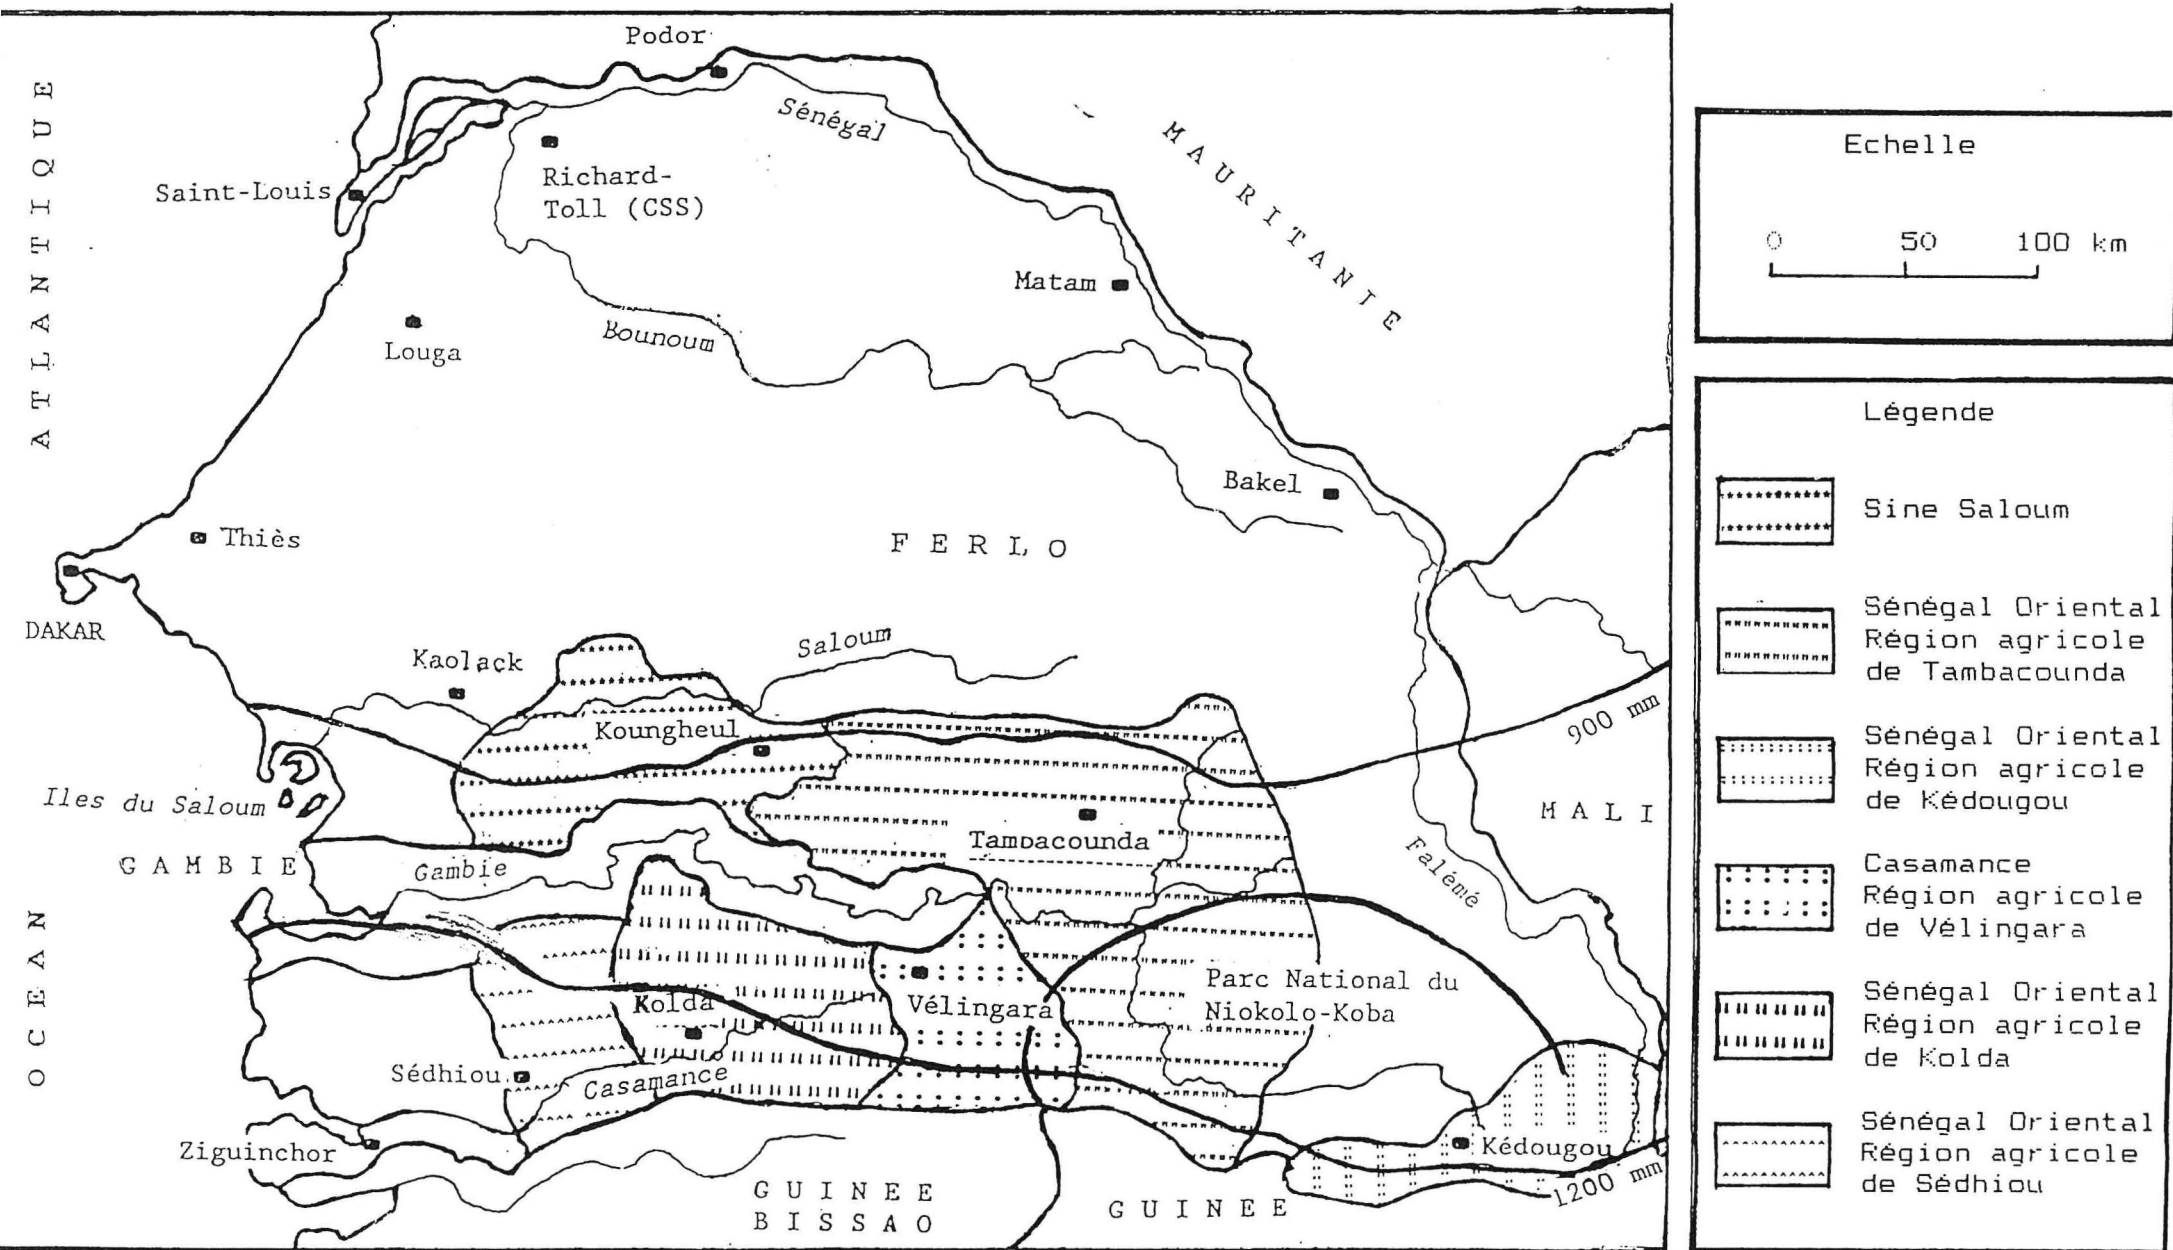 Podor
Sénégal
MAURITANIE
ATLANTIQUE
Saint-Louis
Richard-
Toll (CSS)
Matam
Louga
Bounoum
Bakel
Thiès
FERLO
DAKAR
Kaolack
Saloum
Koungheul
900 mm
Iles du Saloum
MALI
Tambacounda
GAMBIE
Gambie
Falémé
OCEAN
Parc National du
Niokolo-Koba
Kolda
Vélingara
Sédhiou
Casamance
Ziguinchor
Kédougou
1200 mm
GUINEE
BISSAO
GUINEE
Echelle
0 50 100 km
Légende
Sine Saloum
Sénégal Oriental
Région agricole
de Tambacounda
Sénégal Oriental
Région agricole
de Kédougou
Casamance
Région agricole
de Vélingara
Sénégal Oriental
Région agricole
de Kolda
Sénégal Oriental
Région agricole
de Sédhiou